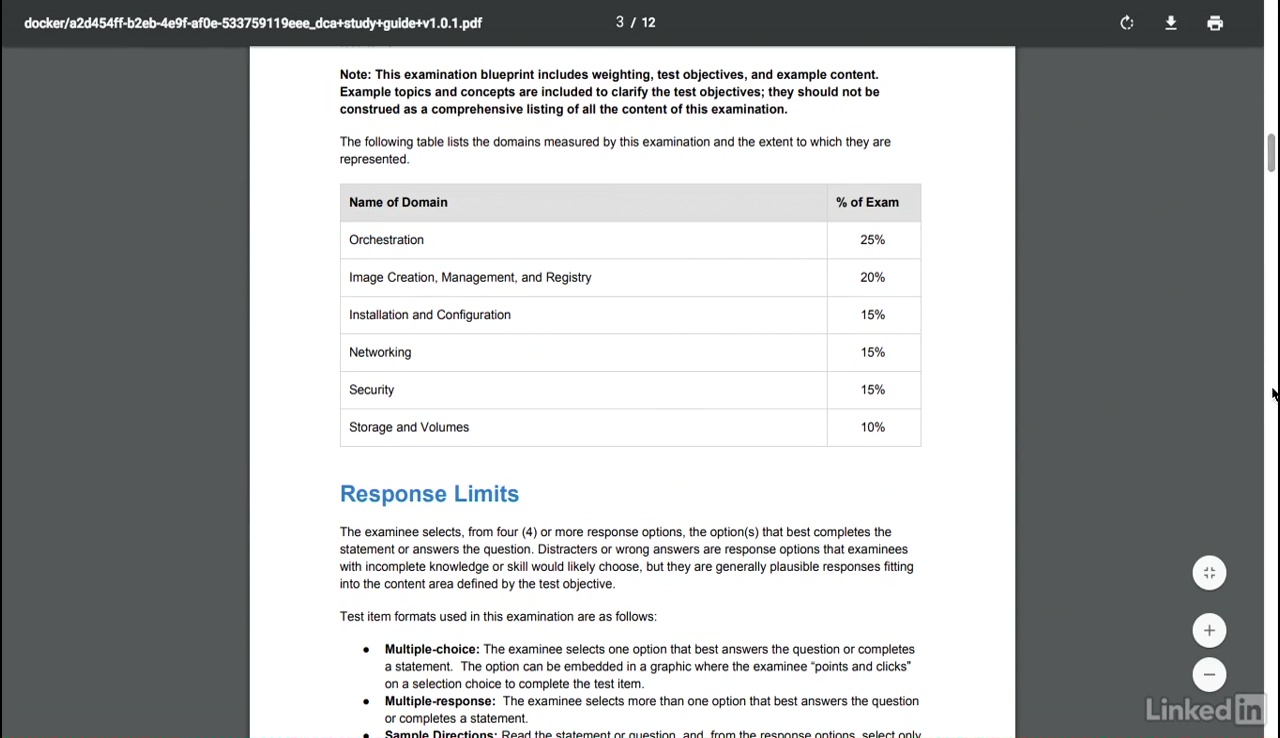 docker/a2d454ff-b2eb-4e9f-af0e-533759119eee_dca+study+guide+v1.0.1.pdf
3 / 12
Note: This examination blueprint includes weighting, test objectives, and example content.
Example topics and concepts are included to clarify the test objectives; they should not be
construed as a comprehensive listing of all the content of this examination.
The following table lists the domains measured by this examination and the extent to which they are
represented.
Name of Domain % of Exam
Orchestration 25%
Image Creation, Management, and Registry 20%
Installation and Configuration 15%
Networking 15%
Security 15%
Storage and Volumes 10%
Response Limits
The examinee selects, from four (4) or more response options, the option(s) that best completes the
statement or answers the question. Distracters or wrong answers are response options that examinees
with incomplete knowledge or skill would likely choose, but they are generally plausible responses fitting
into the content area defined by the test objective.
Test item formats used in this examination are as follows:
● Multiple-choice: The examinee selects one option that best answers the question or completes
a statement. The option can be embedded in a graphic where the examinee “points and clicks”
on a selection choice to complete the test item.
● Multiple-response: The examinee selects more than one option that best answers the question
or completes a statement.
● Sample Directions: Read the statement or question, and, from the response options, select only
LinkedIn